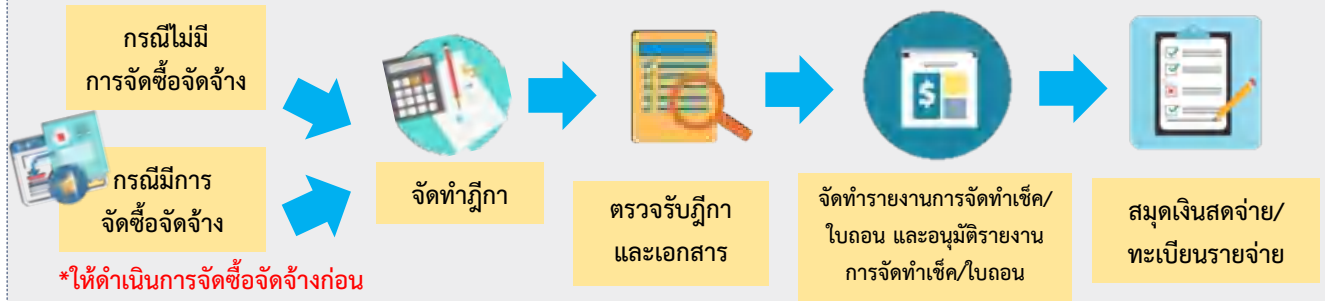 กรณีไม่มี
การจัดซื้อจัดจ้าง
กรณีมีการ
จัดซื้อจัดจ้าง
*ให้ดำเนินการจัดซื้อจัดจ้างก่อน
จัดทำฎีกา
ตรวจรับฎีกา
และเอกสาร
จัดทำรายงานการจัดทำเช็ค/
ใบถอน และอนุมัติรายงาน
การจัดทำเช็ค/ใบถอน
สมุดเงินสดจ่าย/
ทะเบียนรายจ่าย